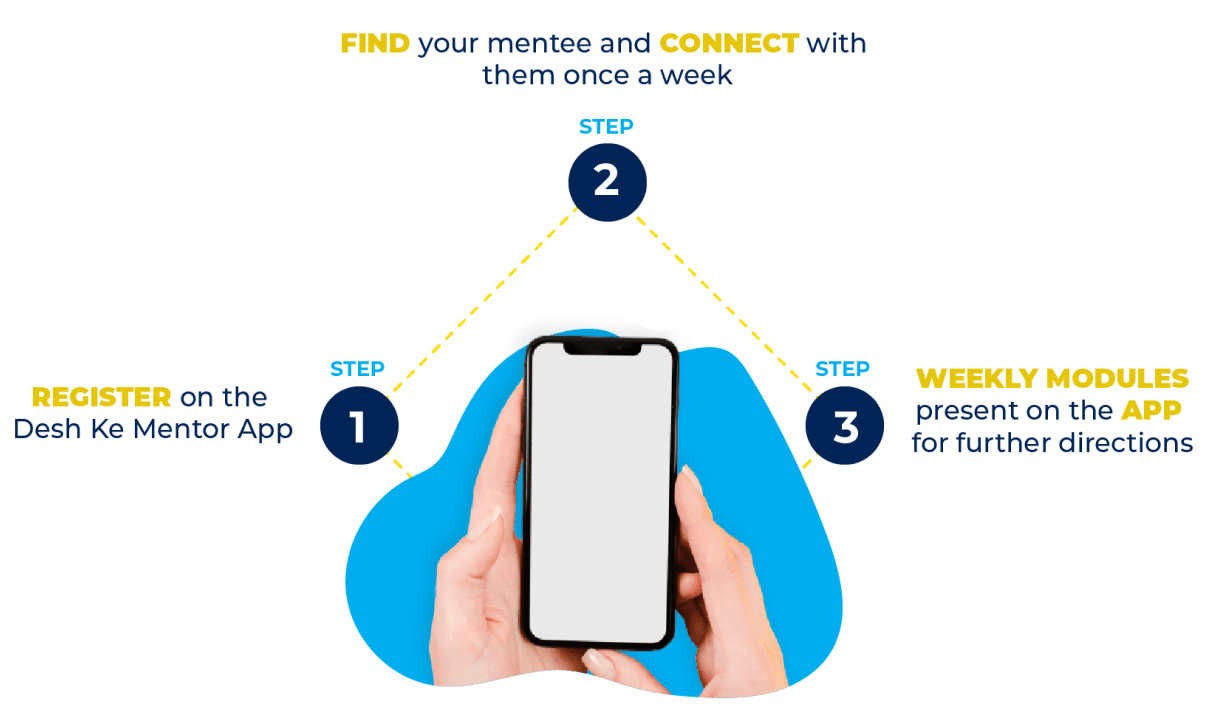 FIND your mentee and CONNECT with
them once a week
STEP
2
STEP
1
REGISTER on the
Desh Ke Mentor App
STEP
3
WEEKLY MODULES
present on the APP
for further directions